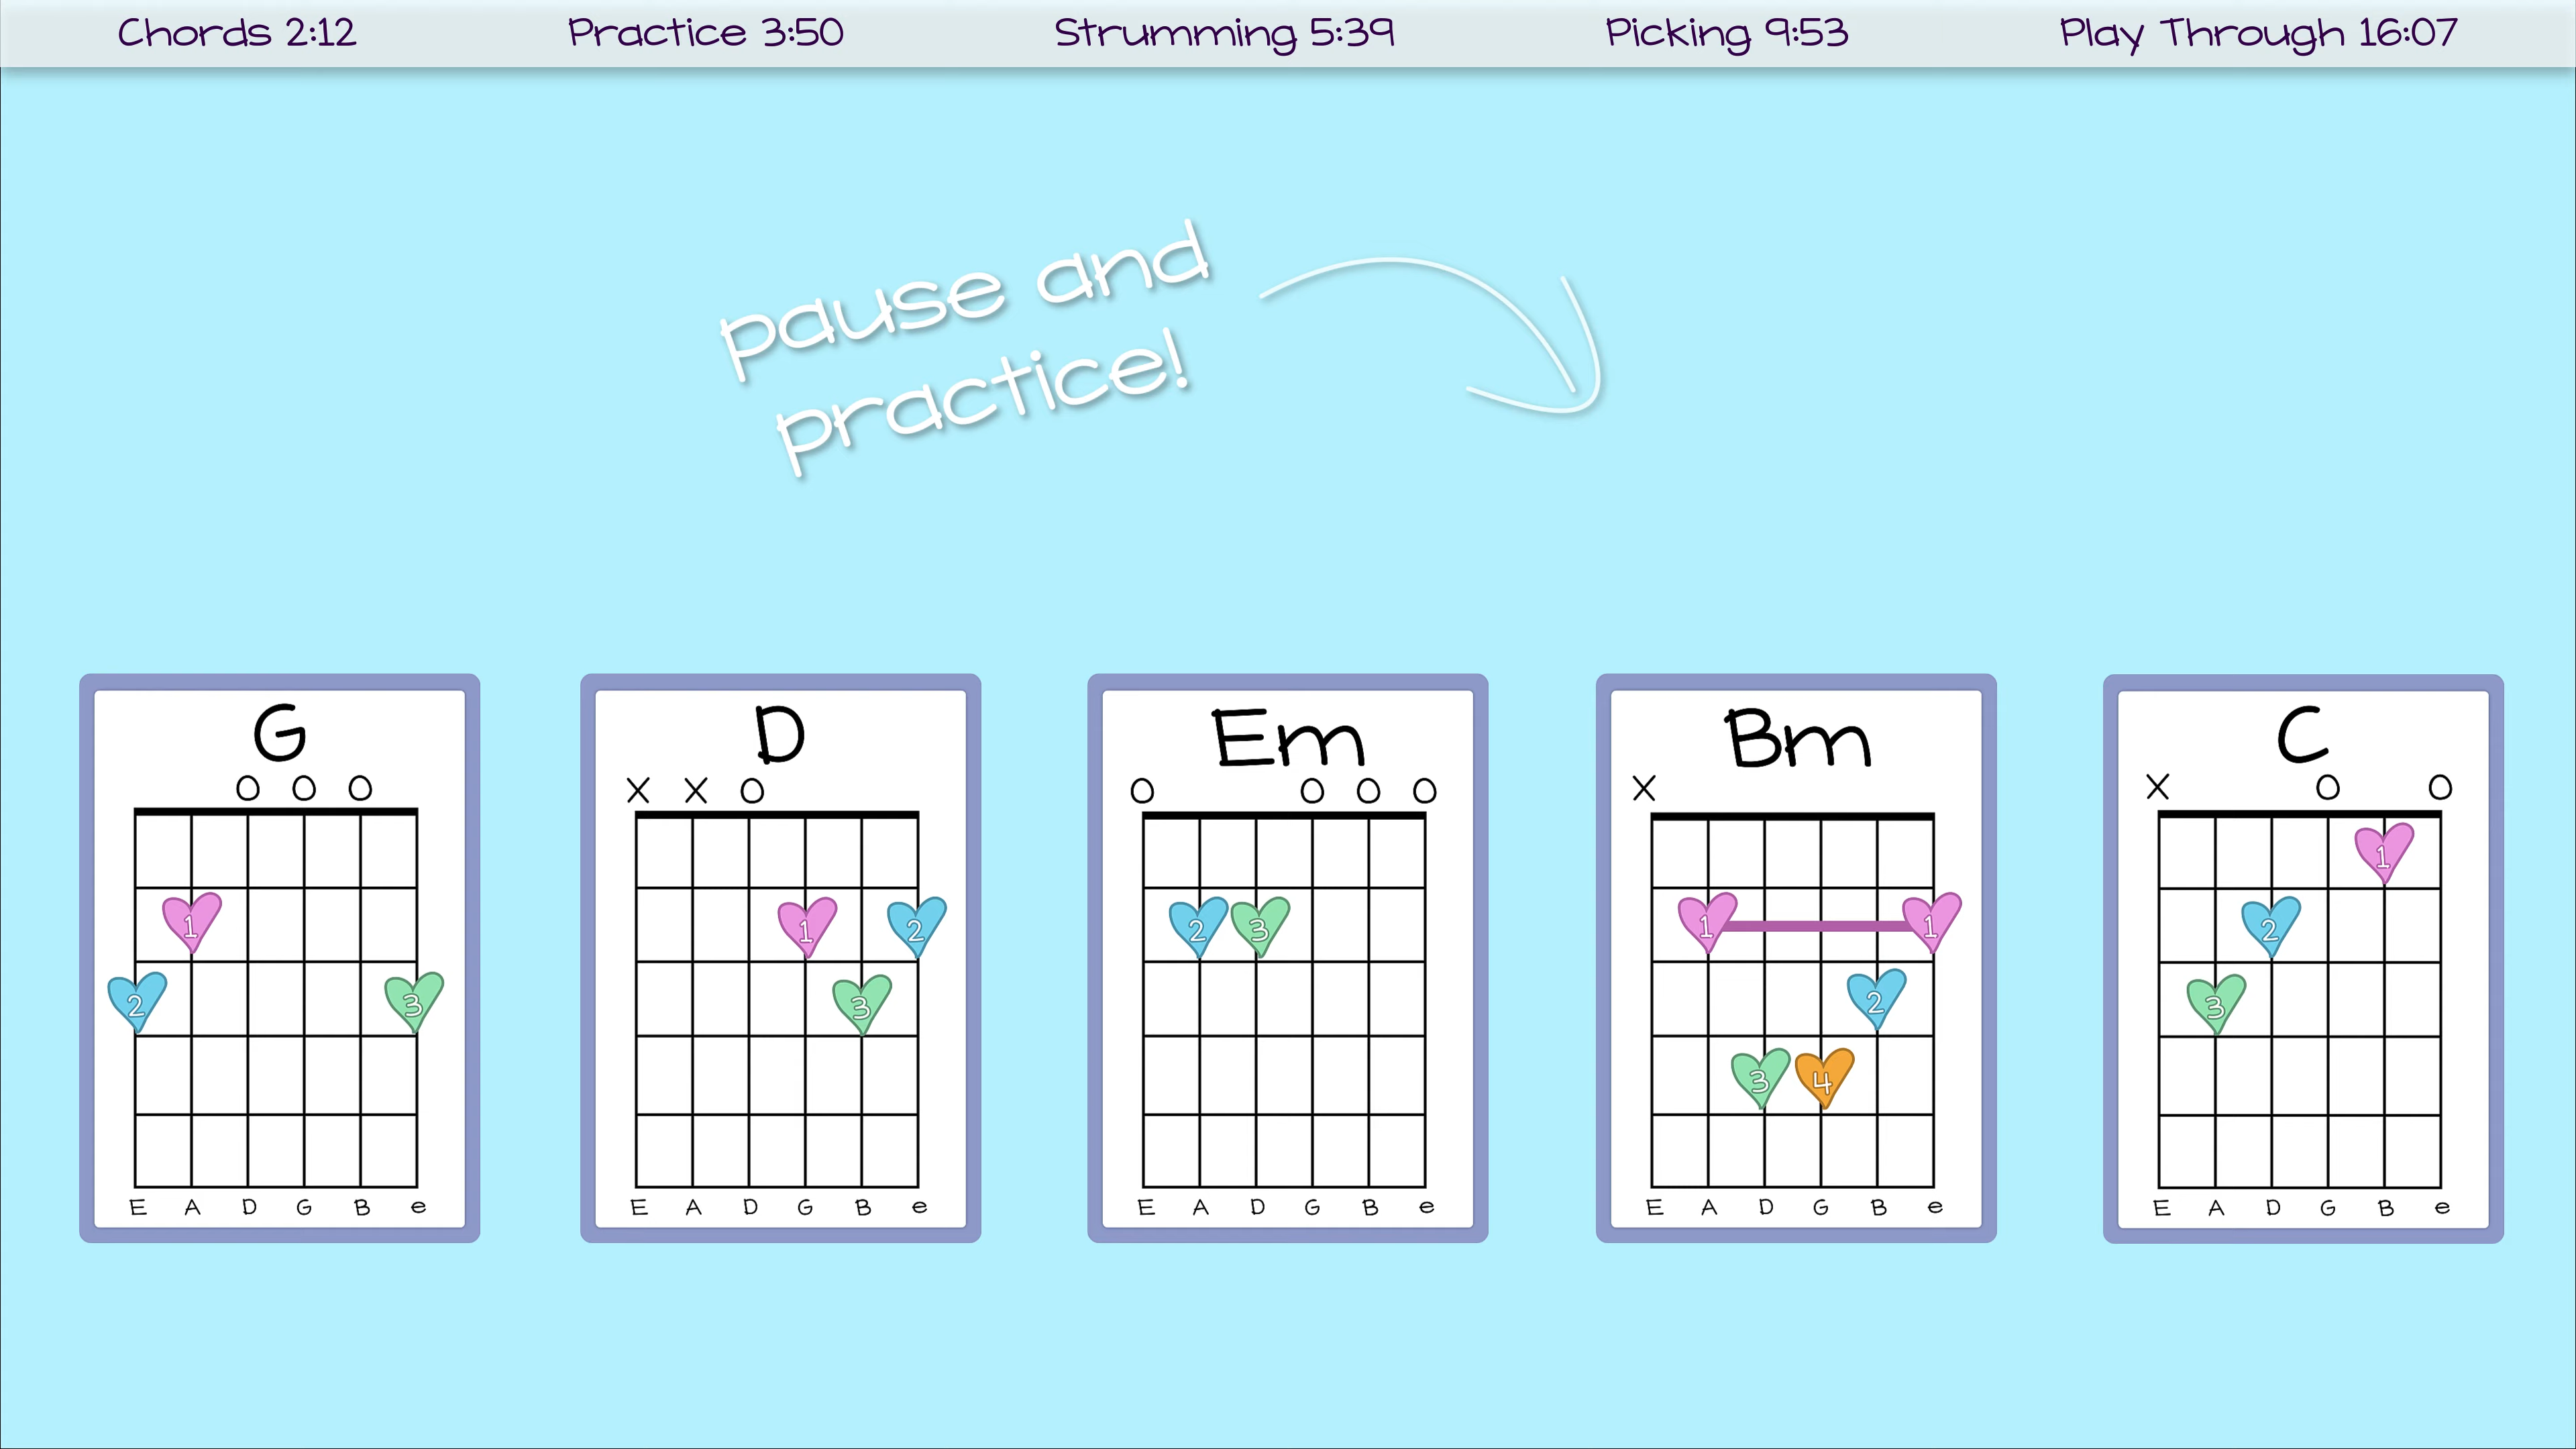 Chords 2:12 Practice 3:50 Strumming 5:39 Picking 9:53 Play Through 16:07
pause and
practice!
G
O O O
1
2 3
E A D G B e
D
X X O
1 2
3
E A D G B e
Em
O O O O
2 3
E A D G B e
Bm
X
1 1
2
3 4
E A D G B e
C
X O O
1
2
3
E A D G B e